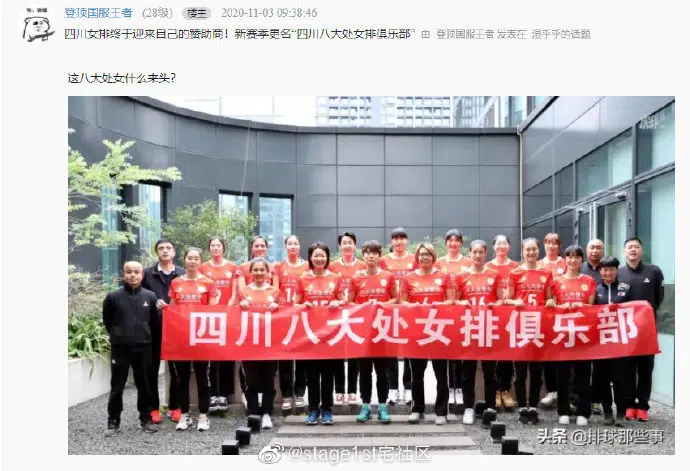 登顶国服王者 (28级) 楼主 2020-11-03 09:38:46
四川女排终于迎来自己的赞助商！新赛季更名“四川八大处女排俱乐部” 由 登顶国服王者 发表在 湿乎乎的话题
这八大处女什么来头？
14
16
5
四川八大处女排俱乐部
头条 @排球那些事
@stage1st宅社区